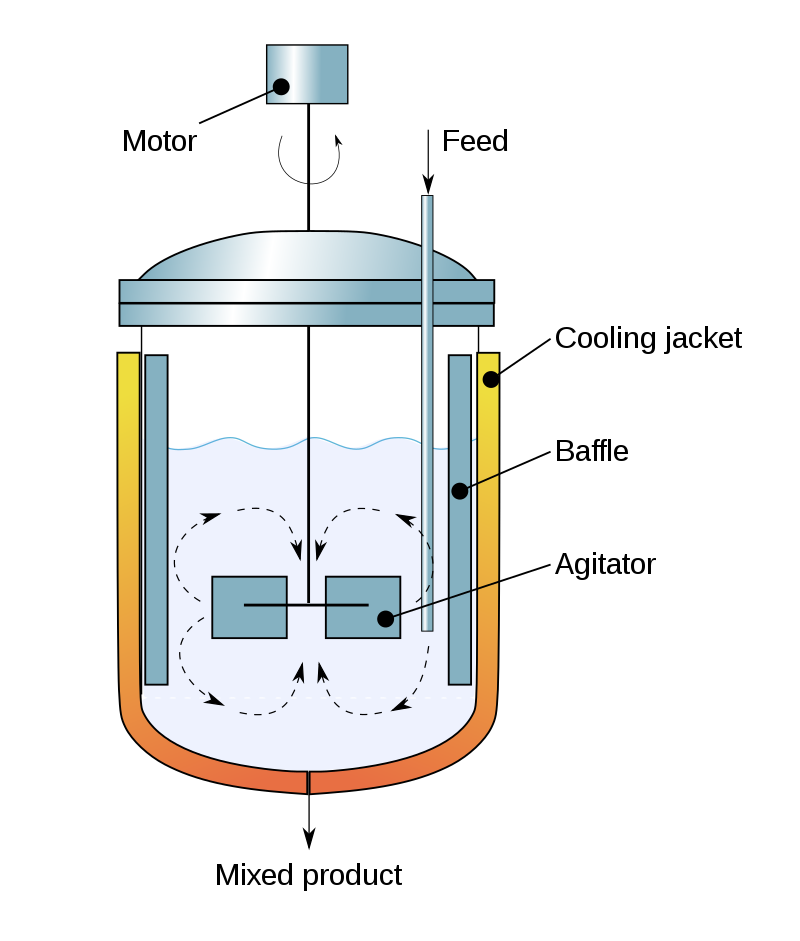 Motor
Feed
Cooling jacket
Baffle
Agitator
Mixed product